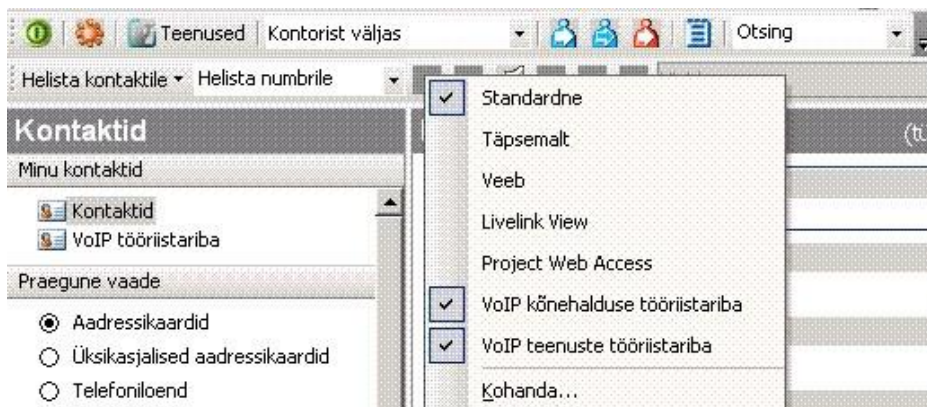 Teenused Kontorist väljas Otsing
Helista kontaktile Helista numbrile
Kontaktid
Minu kontaktid
Kontaktid
VoIP tööriistariba
Praegune vaade
Aadressikaardid
Üksikasjalised aadressikaardid
Telefoniloend
Standardne
Täpsemalt
Veeb
Livelink View
Project Web Access
VoIP kõnehalduse tööriistariba
VoIP teenuste tööriistariba
Kohanda...